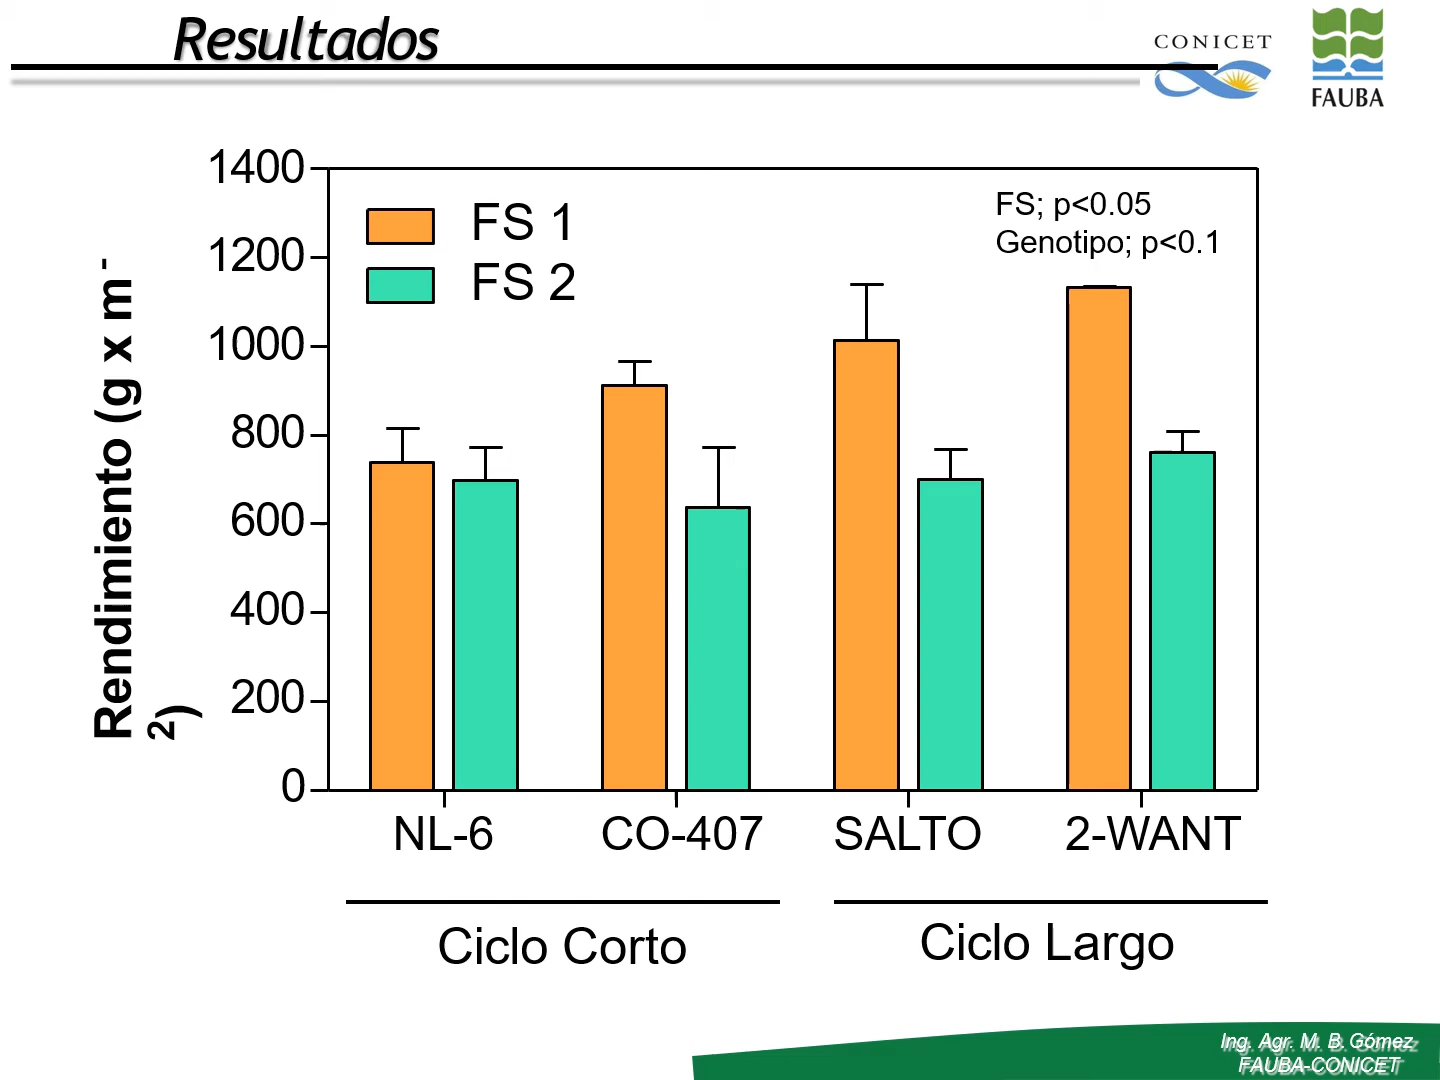 Resultados
CONICET
FAUBA
1400
1200
1000
800
600
400
200
0
Rendimiento (g x m-
2)
FS 1
FS 2
FS; p<0.05
Genotipo; p<0.1
NL-6 CO-407 SALTO 2-WANT
Ciclo Corto Ciclo Largo
Ing. Agr. M. B. Gómez
FAUBA-CONICET